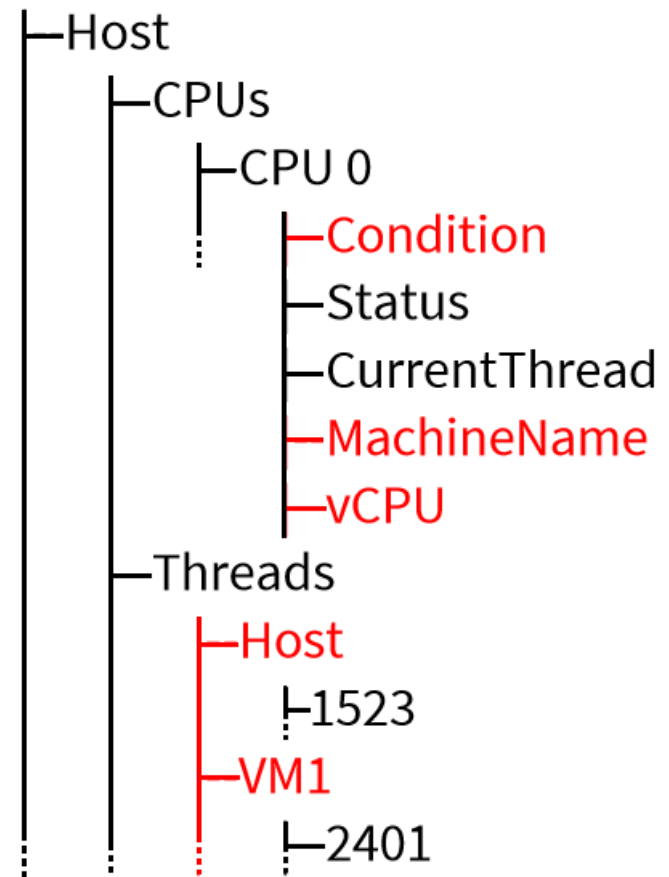 Host
CPUs
CPU 0
Condition
Status
CurrentThread
MachineName
vCPU
Threads
Host
1523
VM1
2401